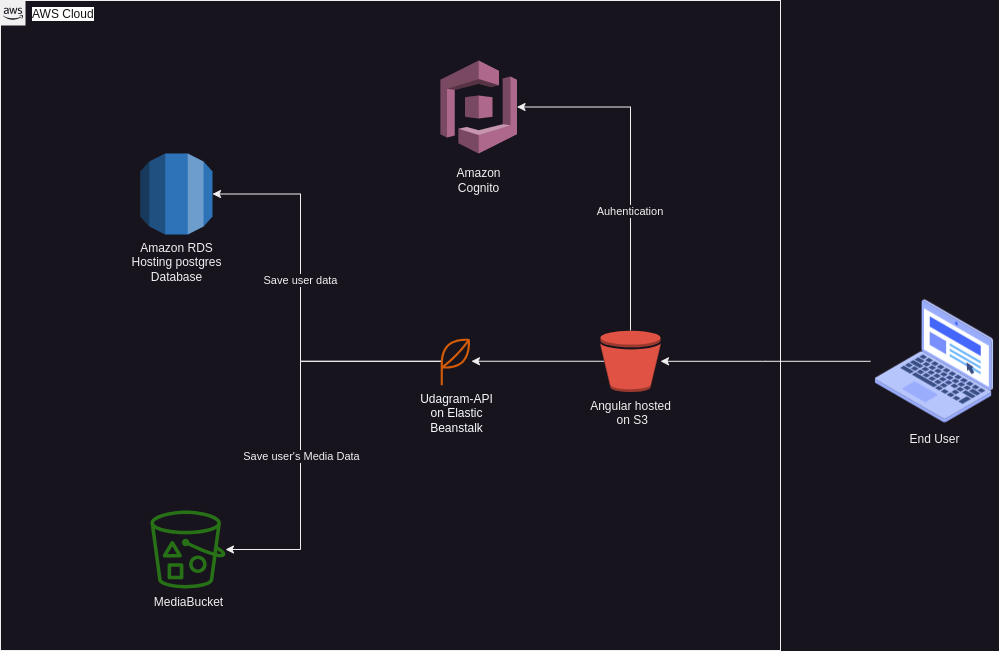 aws
AWS Cloud
Amazon
Cognito
Auhentication
Amazon RDS
Hosting postgres
Database
Save user data
Udagram-API
on Elastic
Beanstalk
Angular hosted
on S3
End User
Save user's Media Data
MediaBucket